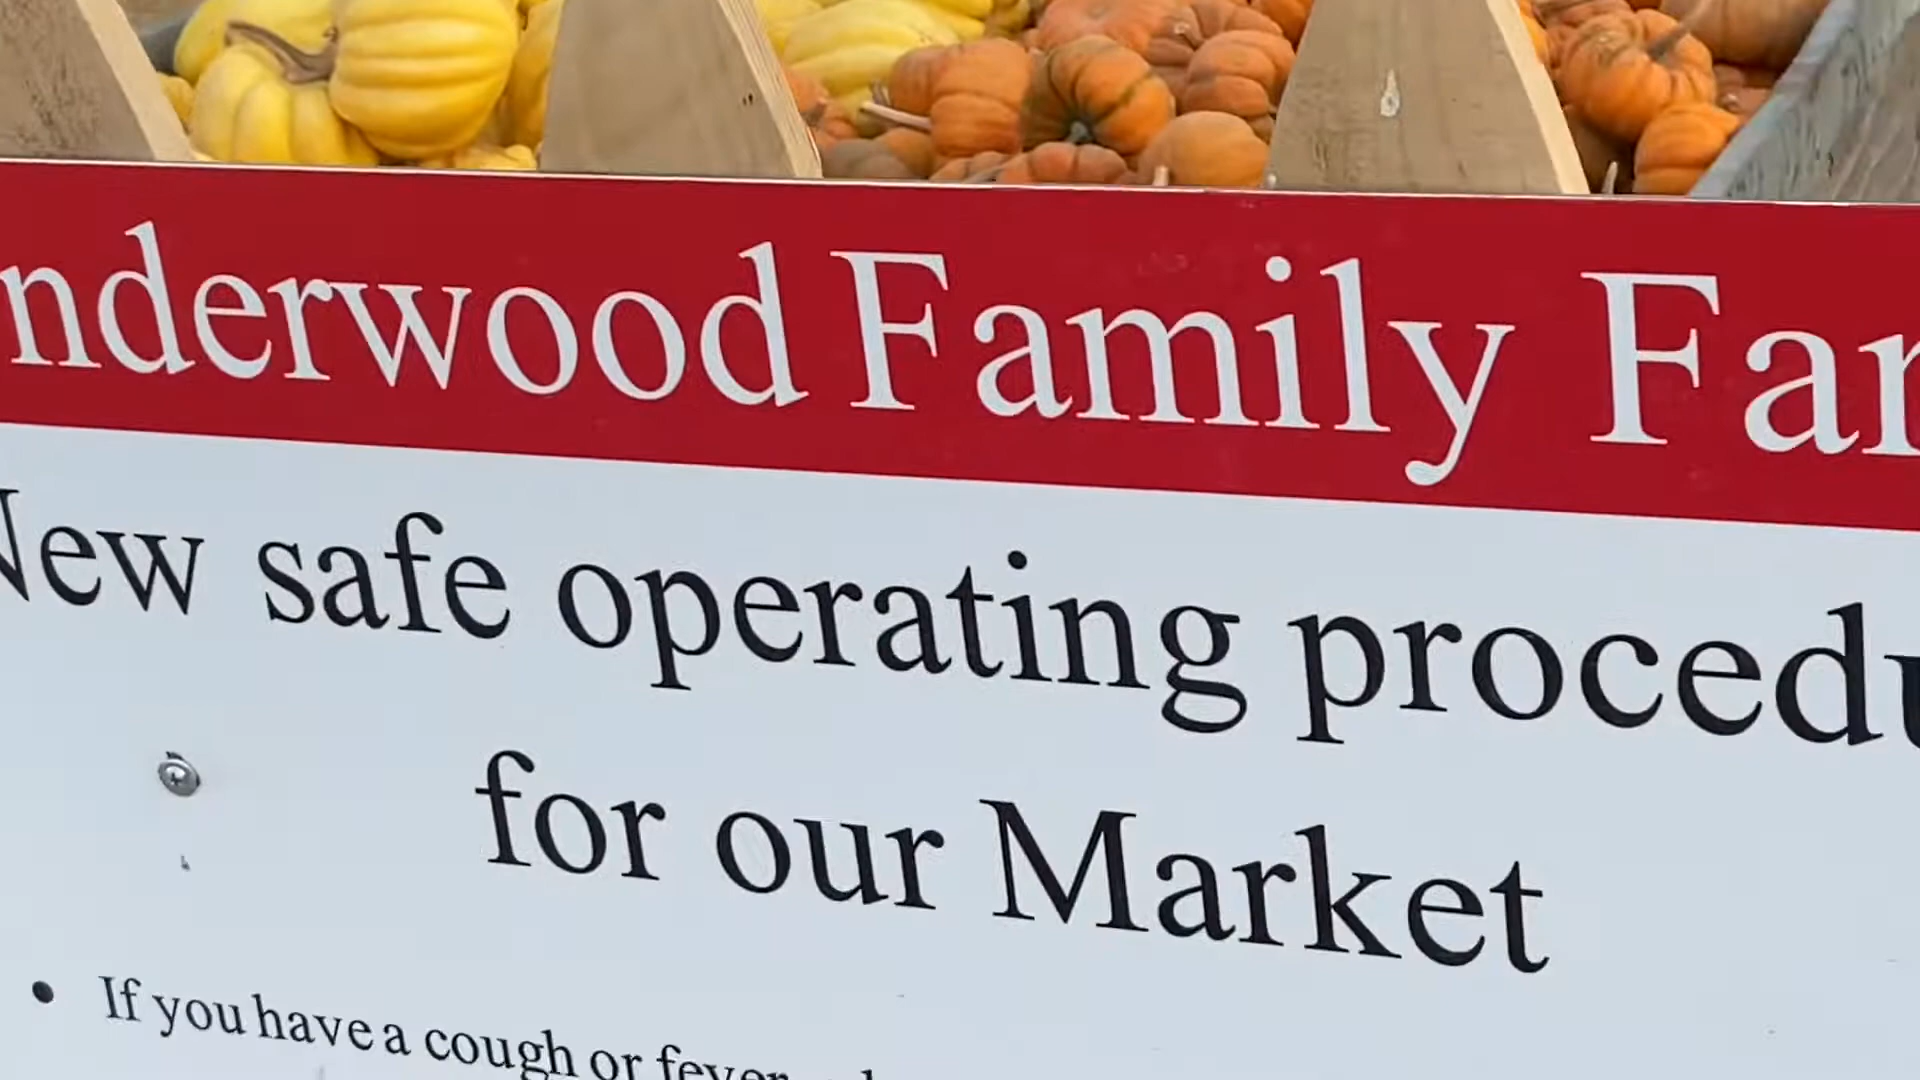 nderwood Family Far
New safe operating procedu
for our Market
• If you have a cough or fever